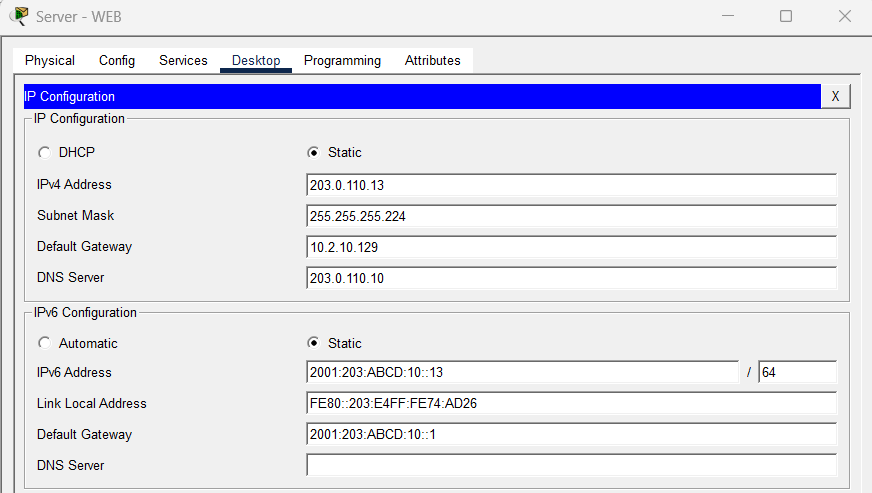 Server - WEB
Physical Config Services Desktop Programming Attributes
IP Configuration X
IP Configuration
DHCP Static
IPv4 Address 203.0.110.13
Subnet Mask 255.255.255.224
Default Gateway 10.2.10.129
DNS Server 203.0.110.10
IPv6 Configuration
Automatic Static
IPv6 Address 2001:203:ABCD:10::13 / 64
Link Local Address FE80::203:E4FF:FE74:AD26
Default Gateway 2001:203:ABCD:10::1
DNS Server